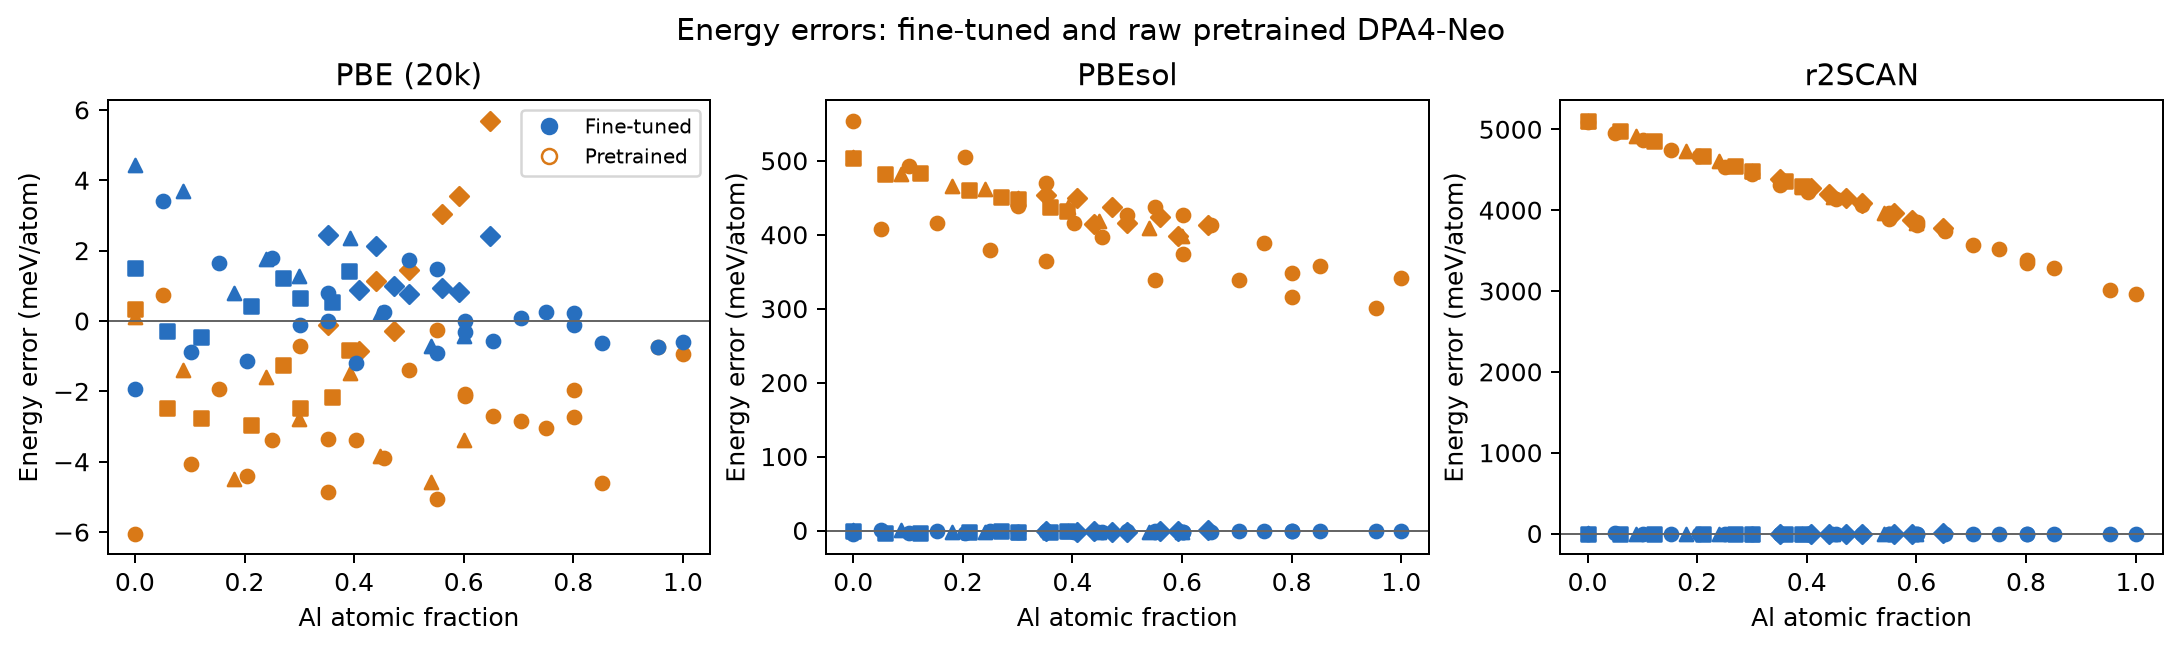 Energy errors: fine-tuned and raw pretrained DPA4-Neo
PBE (20k)
Energy error (meV/atom)
6
4
2
0
−2
−4
−6
Fine-tuned
Pretrained
0.0 0.2 0.4 0.6 0.8 1.0
Al atomic fraction
PBEsol
Energy error (meV/atom)
500
400
300
200
100
0
0.0 0.2 0.4 0.6 0.8 1.0
Al atomic fraction
r2SCAN
Energy error (meV/atom)
5000
4000
3000
2000
1000
0
0.0 0.2 0.4 0.6 0.8 1.0
Al atomic fraction